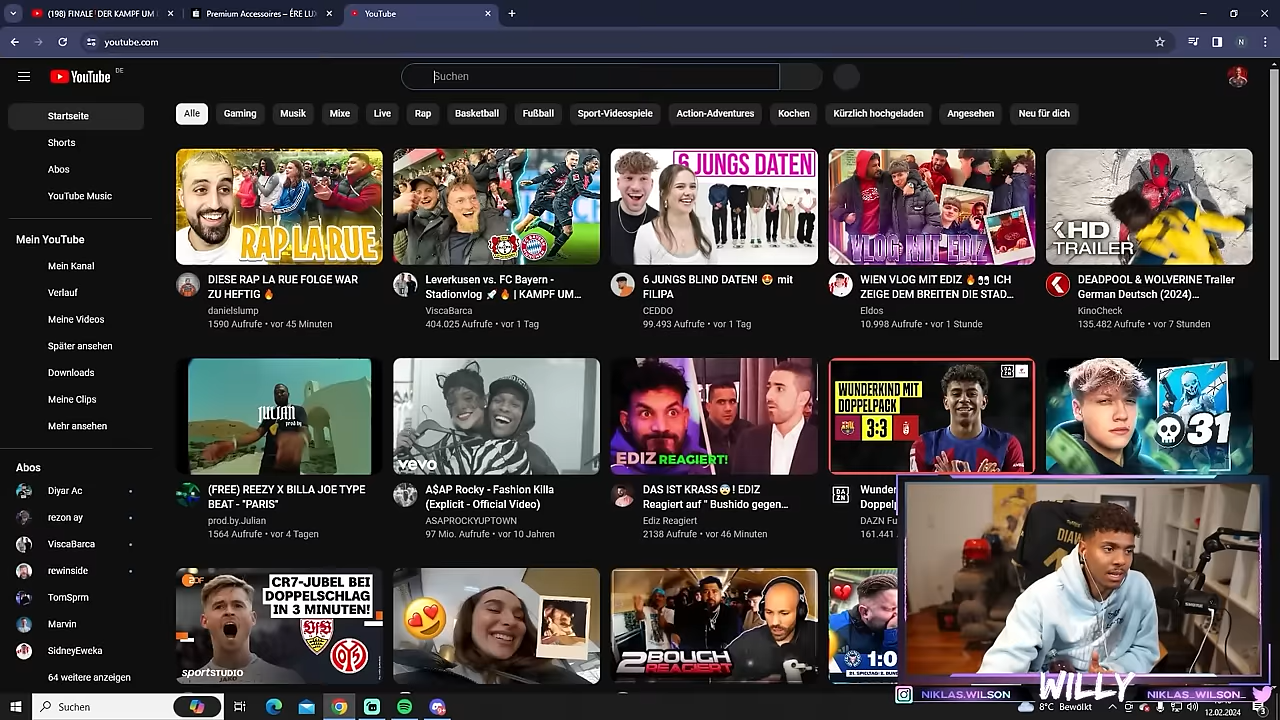 (198) FINALE ! DER KAMPF UM
Premium Accessoires – ÉRE LUX
YouTube
youtube.com
N
YouTube DE
Suchen
Alle
Gaming
Musik
Mixe
Live
Rap
Basketball
Fußball
Sport-Videospiele
Action-Adventures
Kochen
Kürzlich hochgeladen
Angesehen
Neu für dich
Startseite
Shorts
Abos
YouTube Music
Mein YouTube
Mein Kanal
Verlauf
Meine Videos
Später ansehen
Downloads
Meine Clips
Mehr ansehen
Abos
Diyar Ac
rezon ay
ViscaBarca
rewinside
TomSprm
Marvin
SidneyEweka
64 weitere anzeigen
RAP LA RUE
DIESE RAP LA RUE FOLGE WAR
ZU HEFTIG 🔥
danielslump
1590 Aufrufe • vor 45 Minuten
Leverkusen vs. FC Bayern -
Stadionvlog 🚀🔥 | KAMPF UM...
ViscaBarca
404.025 Aufrufe • vor 1 Tag
6 JUNGS DATEN
6 JUNGS BLIND DATEN! 😍 mit
FILIPA
CEDDO
99.493 Aufrufe • vor 1 Tag
VLOG MIT EDIZ
WIEN VLOG MIT EDIZ 🔥👀 ICH
ZEIGE DEM BREITEN DIE STAD...
Eldos
10.998 Aufrufe • vor 1 Stunde
HD
TRAILER
DEADPOOL & WOLVERINE Trailer
German Deutsch (2024)...
KinoCheck
135.482 Aufrufe • vor 7 Stunden
JULIAN
prod by
(FREE) REEZY X BILLA JOE TYPE
BEAT - "PARIS"
prod.by.Julian
1564 Aufrufe • vor 4 Tagen
vevo
A$AP Rocky - Fashion Killa
(Explicit - Official Video)
ASAPROCKYUPTOWN
97 Mio. Aufrufe • vor 10 Jahren
EDIZ REAGIERT!
DAS IST KRASS😨! EDIZ
Reagiert auf " Bushido gegen...
Ediz Reagiert
2138 Aufrufe • vor 46 Minuten
WUNDERKIND MIT
DOPPELPACK
3:3
DAZN
Wunder
Doppelp
DAZN Fu
161.441
31
ZDF
CR7-JUBEL BEI
DOPPELSCHLAG
IN 3 MINUTEN!
sportstudio
2BOUGH
REAGIERT
1:0
21. SPIELTAG
DIAW
WILLY
NIKLAS.WILSON
NIKLAS_WILSON_
Suchen
8°C Bewölkt
12.02.2024